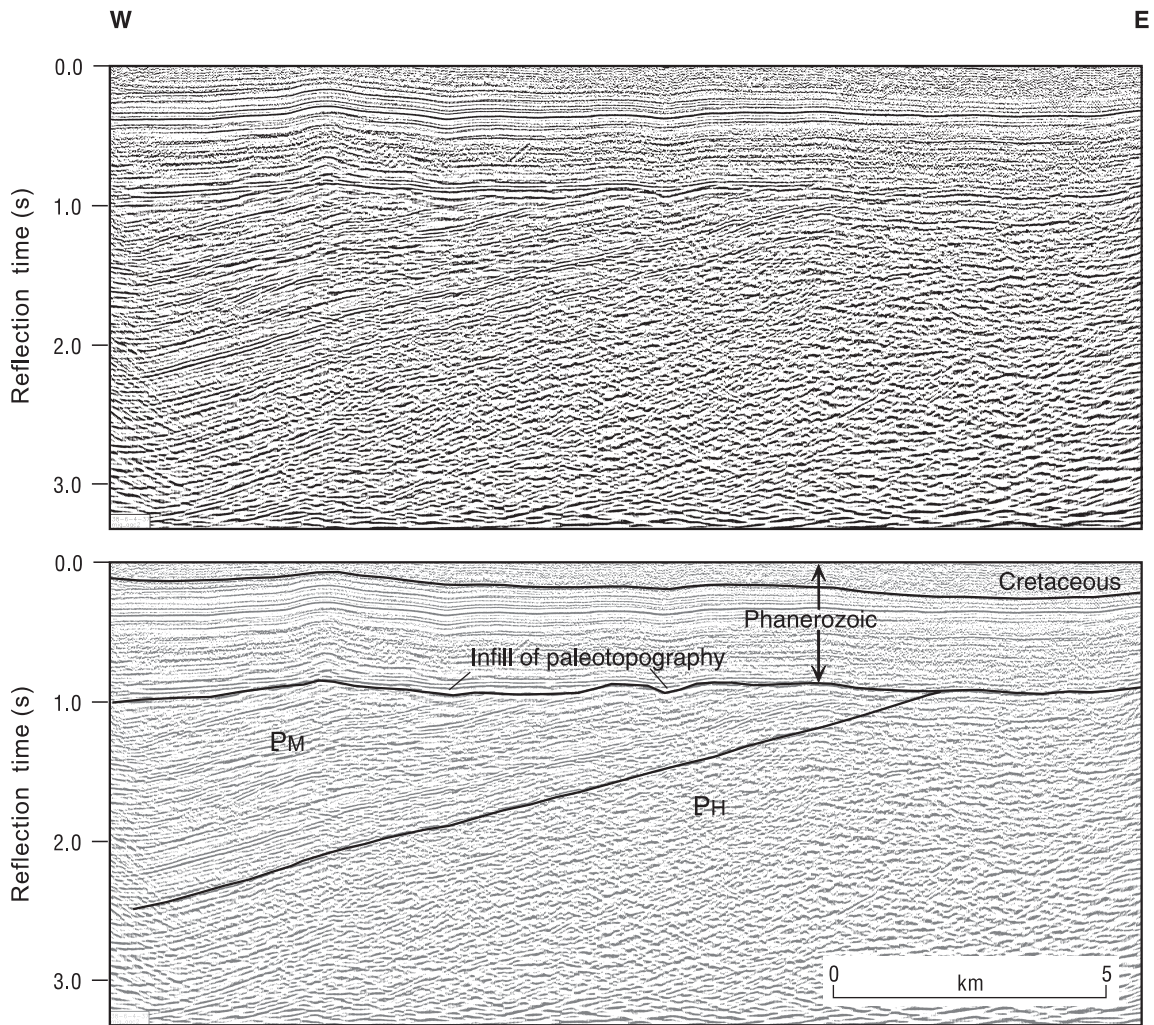 W E
0.0
1.0
2.0
3.0
Reflection time (s)
0.0
1.0
2.0
3.0
Reflection time (s)
Cretaceous
Phanerozoic
Infill of paleotopography
PM
PH
0 5
km